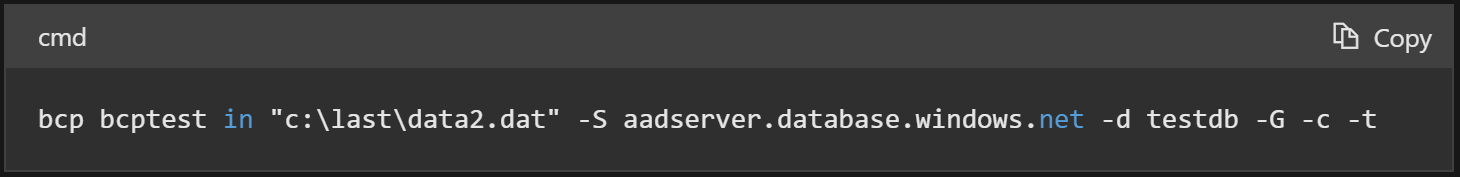 cmd
Copy
bcp bcptest in "c:\last\data2.dat" -S aadserver.database.windows.net -d testdb -G -c -t